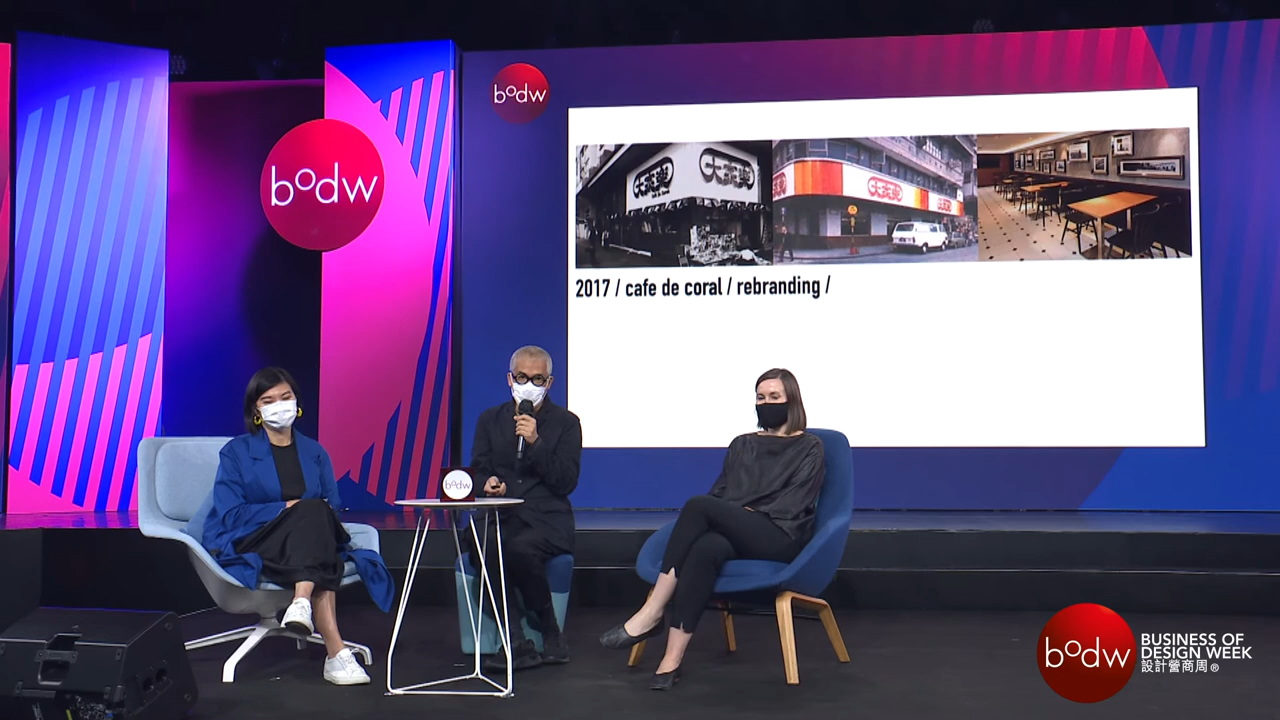 bodw
bodw
大家樂
大家樂
大家樂
2017 / cafe de coral / rebranding /
bodw
bodw
BUSINESS OF
DESIGN WEEK
設計營商周®